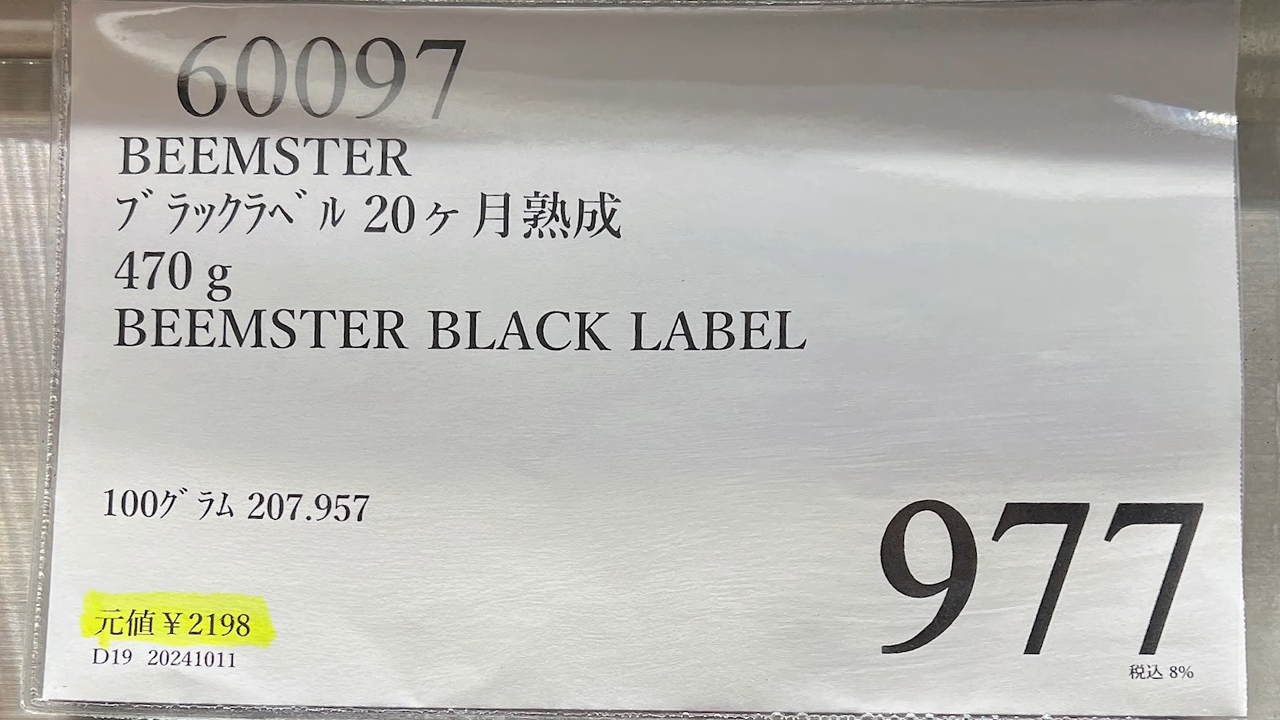 60097
BEEMSTER
ﾌﾞﾗｯｸﾗﾍﾞﾙ 20ヶ月熟成
470 g
BEEMSTER BLACK LABEL
100ｸﾞﾗﾑ 207.957
977
元値￥2198
税込 8%
D19 20241011